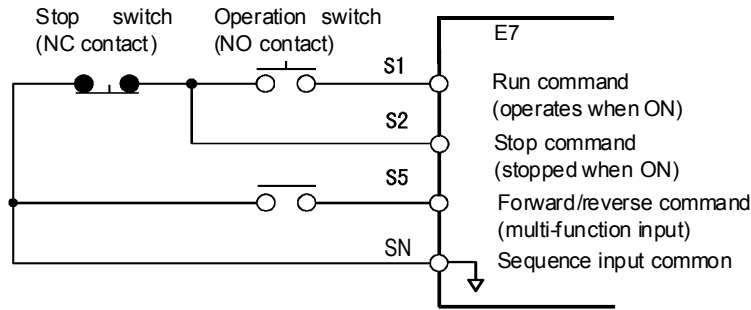 Stop switch
(NC contact)
Operation switch
(NO contact)
E7
S1
Run command
(operates when ON)
S2
Stop command
(stopped when ON)
S5
Forward/reverse command
(multi-function input)
SN
Sequence input common